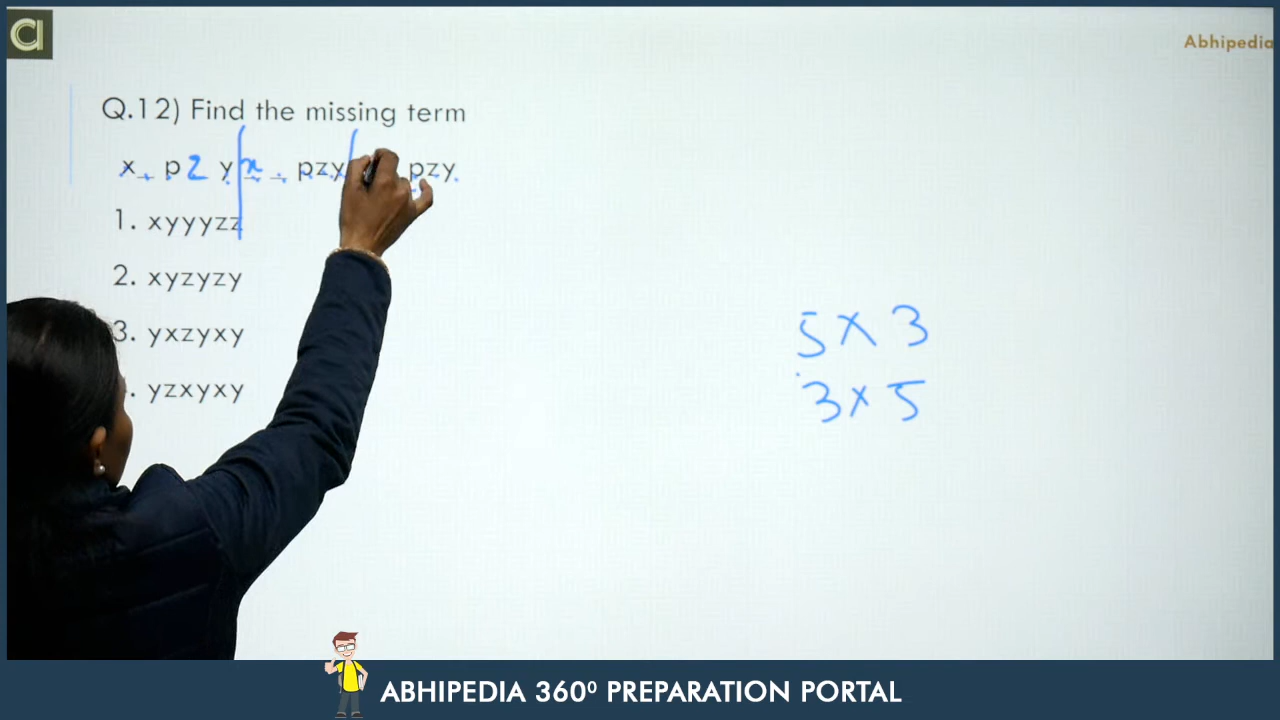 a
Abhipedia
Q.12) Find the missing term
x _ p z y x _ pzy pzy
1. xyyyzz
2. xyzyzy
3. yxzyxy
. yzxyxy
5 x 3
3 x 5
ABHIPEDIA 360⁰ PREPARATION PORTAL